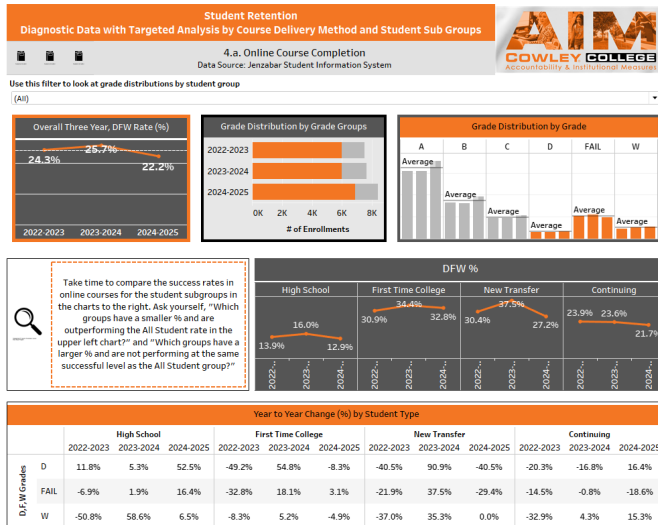 Student Retention
Diagnostic Data with Targeted Analysis by Course Delivery Method and Student Sub Groups
AIM
COWLEY COLLEGE
Accountability & Institutional Measures
4.a. Online Course Completion
Data Source: Jenzabar Student Information System
Use this filter to look at grade distributions by student group
(All)
Overall Three Year, DFW Rate (%)
24.3%
25.7%
22.2%
2022-2023 2023-2024 2024-2025
Grade Distribution by Grade Groups
2022-2023
2023-2024
2024-2025
0K 2K 4K 6K 8K
# of Enrollments
Grade Distribution by Grade
A B C D FAIL W
Average Average Average Average Average Average
Take time to compare the success rates in
online courses for the student subgroups in
the charts to the right. Ask yourself, "Which
groups have a smaller % and are
outperforming the All Student rate in the
upper left chart?" and "Which groups have a
larger % and are not performing at the same
successful level as the All Student group?"
DFW %
High School First Time College New Transfer Continuing
13.9% 16.0% 12.9% 30.9% 34.4% 32.8% 30.4% 37.5% 27.2% 23.9% 23.6% 21.7%
2022-.. 2023-.. 2024-.. 2022-.. 2023-.. 2024-.. 2022-.. 2023-.. 2024-.. 2022-.. 2023-.. 2024-..
Year to Year Change (%) by Student Type
High School First Time College New Transfer Continuing
2022-2023 2023-2024 2024-2025 2022-2023 2023-2024 2024-2025 2022-2023 2023-2024 2024-2025 2022-2023 2023-2024 2024-2025
D,F,W Grades
D 11.8% 5.3% 52.5% -49.2% 54.8% -8.3% -40.5% 90.9% -40.5% -20.3% -16.8% 16.4%
FAIL -6.9% 1.9% 16.4% -32.8% 18.1% 3.1% -21.9% 37.5% -29.4% -14.5% -0.8% -18.6%
W -50.8% 58.6% 6.5% -8.3% 5.2% -4.9% -37.0% 35.3% 0.0% -32.9% 4.3% 15.3%